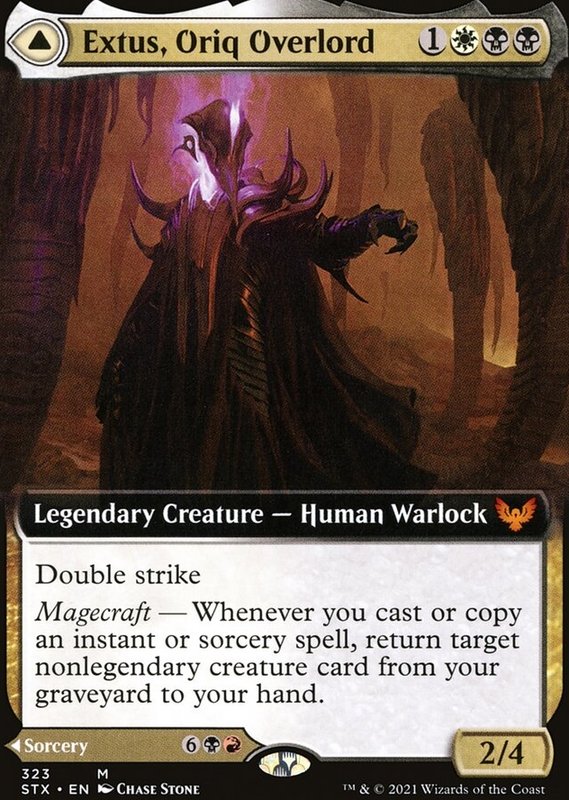 Extus, Oriq Overlord 1
Legendary Creature — Human Warlock
Double strike
Magecraft — Whenever you cast or copy
an instant or sorcery spell, return target
nonlegendary creature card from your
graveyard to your hand.
Sorcery 6
2/4
323 M
STX • EN Chase Stone
™ & © 2021 Wizards of the Coast